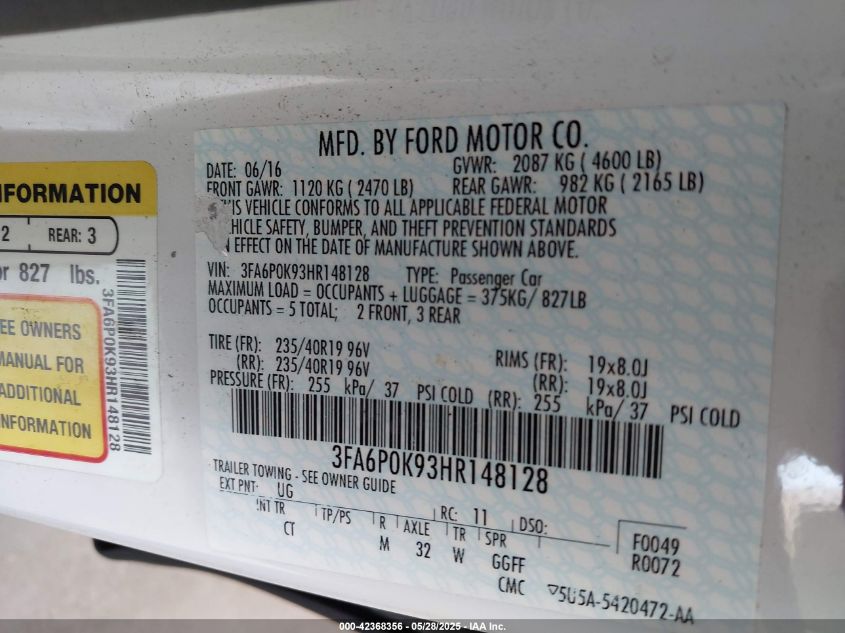 MFD. BY FORD MOTOR CO.
DATE: 06/16 GVWR: 2087 KG ( 4600 LB)
FRONT GAWR: 1120 KG ( 2470 LB) REAR GAWR: 982 KG ( 2165 LB)
IS VEHICLE CONFORMS TO ALL APPLICABLE FEDERAL MOTOR
HICLE SAFETY, BUMPER, AND THEFT PREVENTION STANDARDS
N EFFECT ON THE DATE OF MANUFACTURE SHOWN ABOVE.
VIN: 3FA6P0K93HR148128 TYPE: Passenger Car
MAXIMUM LOAD = OCCUPANTS + LUGGAGE = 375KG/ 827LB
OCCUPANTS = 5 TOTAL; 2 FRONT, 3 REAR
TIRE (FR): 235/40R19 96V RIMS (FR): 19x8.0J
(RR): 235/40R19 96V (RR): 19x8.0J
PRESSURE (FR): 255 kPa/ 37 PSI COLD (RR): 255 kPa/ 37 PSI COLD
3FA6P0K93HR148128
TRAILER TOWING - SEE OWNER GUIDE
EXT PNT: UG RC: 11 DSO:
INT TR TP/PS R AXLE TR SPR F0049
CT M 32 W GGFF R0072
CMC 5U5A-5420472-AA
NFORMATION
2 REAR: 3
or 827 lbs.
EE OWNERS
MANUAL FOR
ADDITIONAL
INFORMATION
3FA6P0K93HR148128
000-42368356 - 05/28/2025 - IAA Inc.